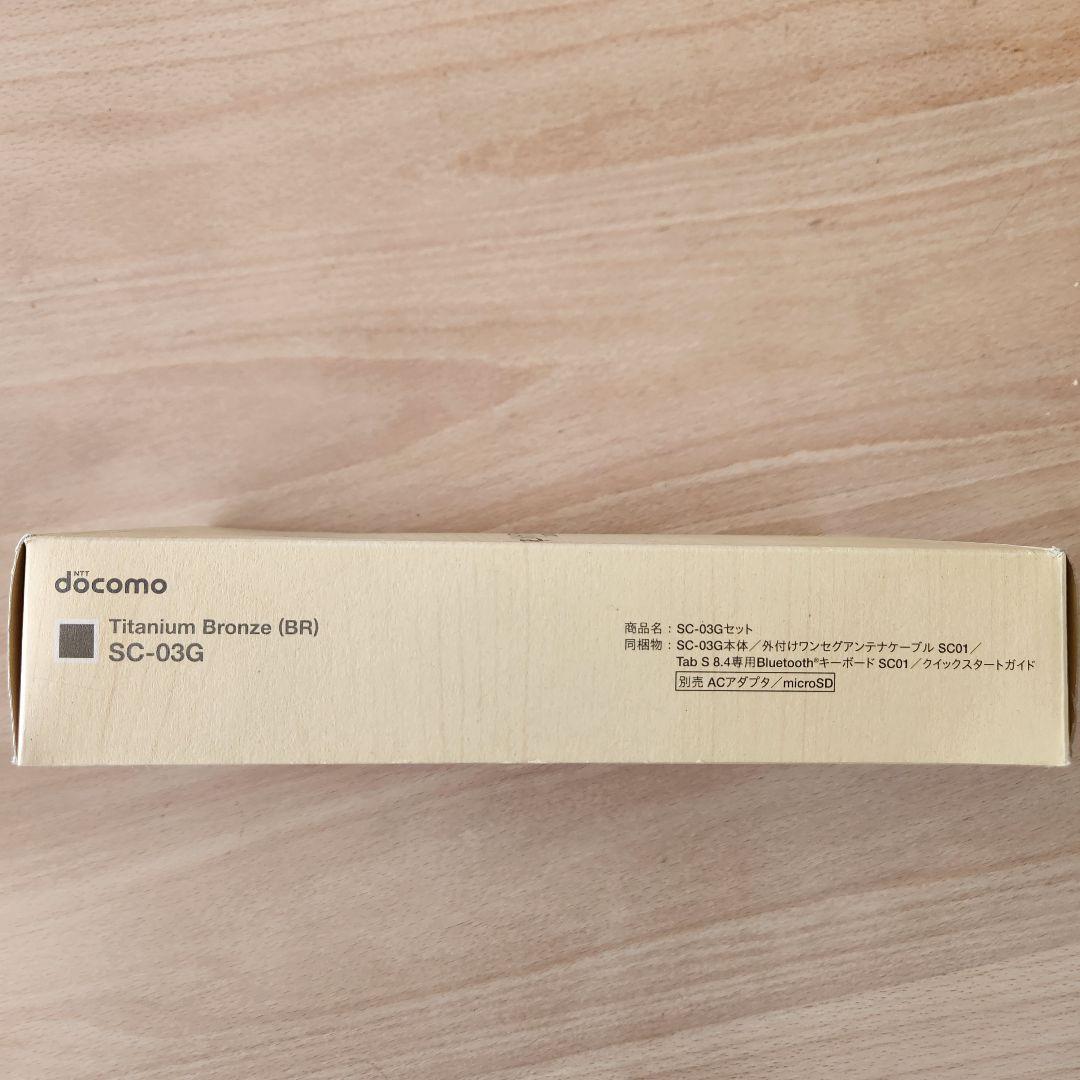 NTT
docomo
Titanium Bronze (BR)
SC-03G
商品名：SC-03Gセット
同梱物：SC-03G本体／外付けワンセグアンテナケーブル SC01／
Tab S 8.4専用Bluetooth®キーボード SC01／クイックスタートガイド
別売 ACアダプタ／microSD